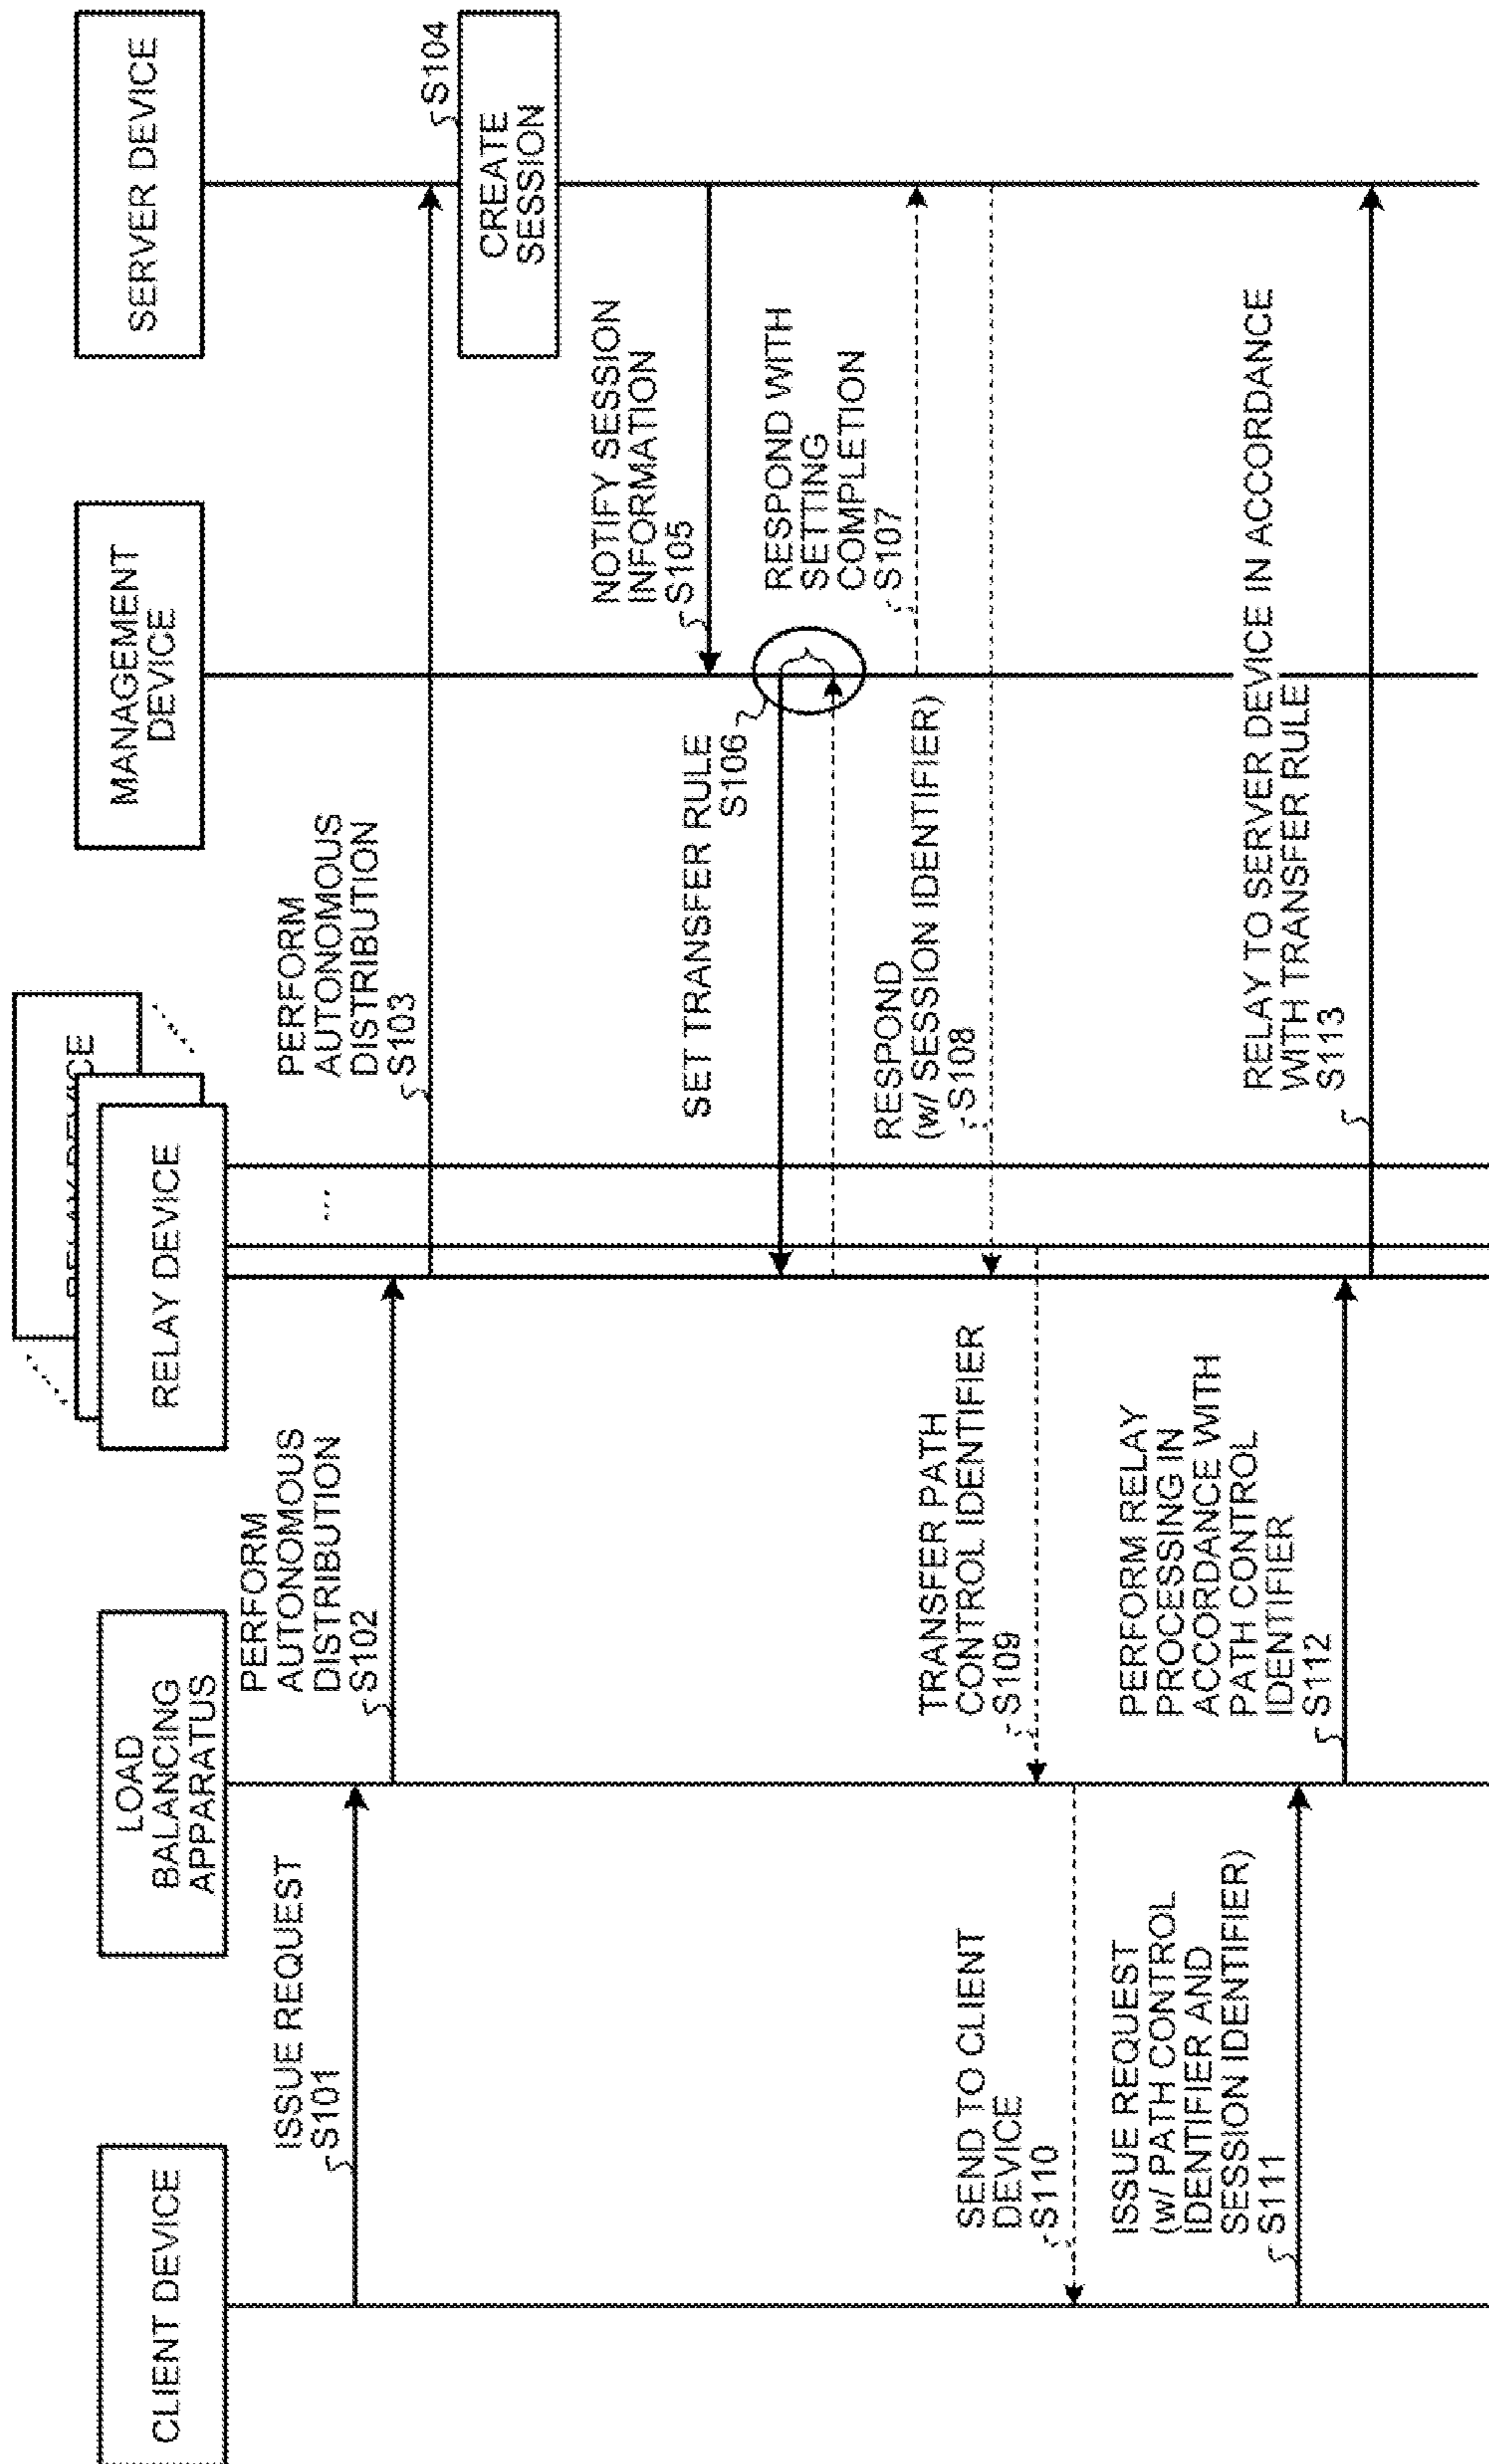 CLIENT DEVICE
LOAD
BALANCING
APPARATUS
RELAY DEVICE
RELAY DEVICE
MANAGEMENT
DEVICE
SERVER DEVICE
ISSUE REQUEST
S101
PERFORM
AUTONOMOUS
DISTRIBUTION
S102
...
PERFORM
AUTONOMOUS
DISTRIBUTION
S103
S104
CREATE
SESSION
NOTIFY SESSION
INFORMATION
S105
SET TRANSFER RULE
S106
RESPOND WITH
SETTING
COMPLETION
S107
RESPOND
(w/ SESSION IDENTIFIER)
S108
TRANSFER PATH
CONTROL IDENTIFIER
S109
SEND TO CLIENT
DEVICE
S110
ISSUE REQUEST
(w/ PATH CONTROL
IDENTIFIER AND
SESSION IDENTIFIER)
S111
PERFORM RELAY
PROCESSING IN
ACCORDANCE WITH
PATH CONTROL
IDENTIFIER
S112
RELAY TO SERVER DEVICE IN ACCORDANCE
WITH TRANSFER RULE
S113